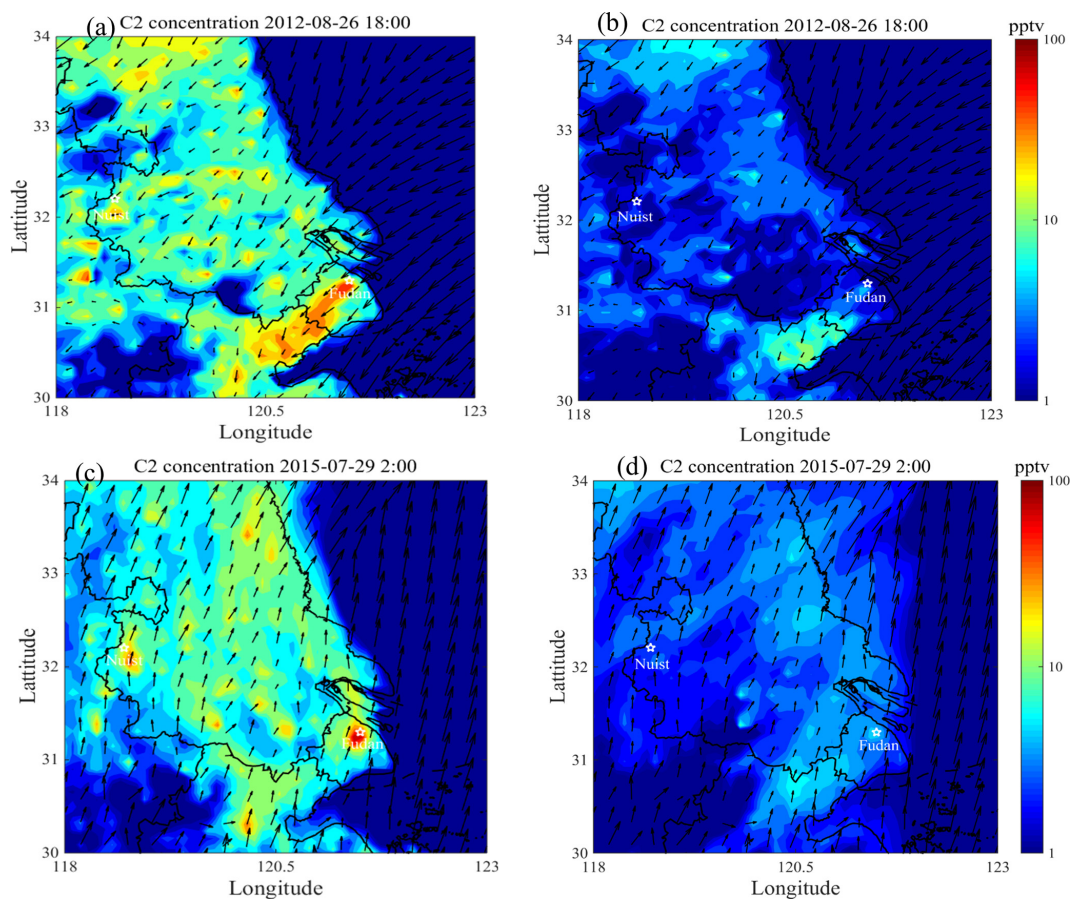 (a)
C2 concentration 2012-08-26 18:00
(b)
C2 concentration 2012-08-26 18:00
pptv
34
33
32
31
30
Lattitude
Nuist
Fudan
118
120.5
123
Longitude
34
33
32
31
30
Lattitude
Nuist
Fudan
118
120.5
123
Longitude
100
10
1
(c)
C2 concentration 2015-07-29 2:00
(d)
C2 concentration 2015-07-29 2:00
pptv
34
33
32
31
30
Lattitude
Nuist
Fudan
118
120.5
123
Longitude
34
33
32
31
30
Lattitude
Nuist
Fudan
118
120.5
123
Longitude
100
10
1